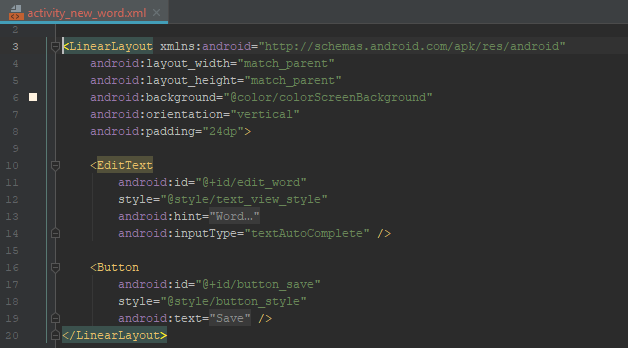 activity_new_word.xml
2
3 <LinearLayout xmlns:android="http://schemas.android.com/apk/res/android"
4 android:layout_width="match_parent"
5 android:layout_height="match_parent"
6 android:background="@color/colorScreenBackground"
7 android:orientation="vertical"
8 android:padding="24dp">
9
10 <EditText
11 android:id="@+id/edit_word"
12 style="@style/text_view_style"
13 android:hint="Word..."
14 android:inputType="textAutoComplete" />
15
16 <Button
17 android:id="@+id/button_save"
18 style="@style/button_style"
19 android:text="Save" />
20 </LinearLayout>